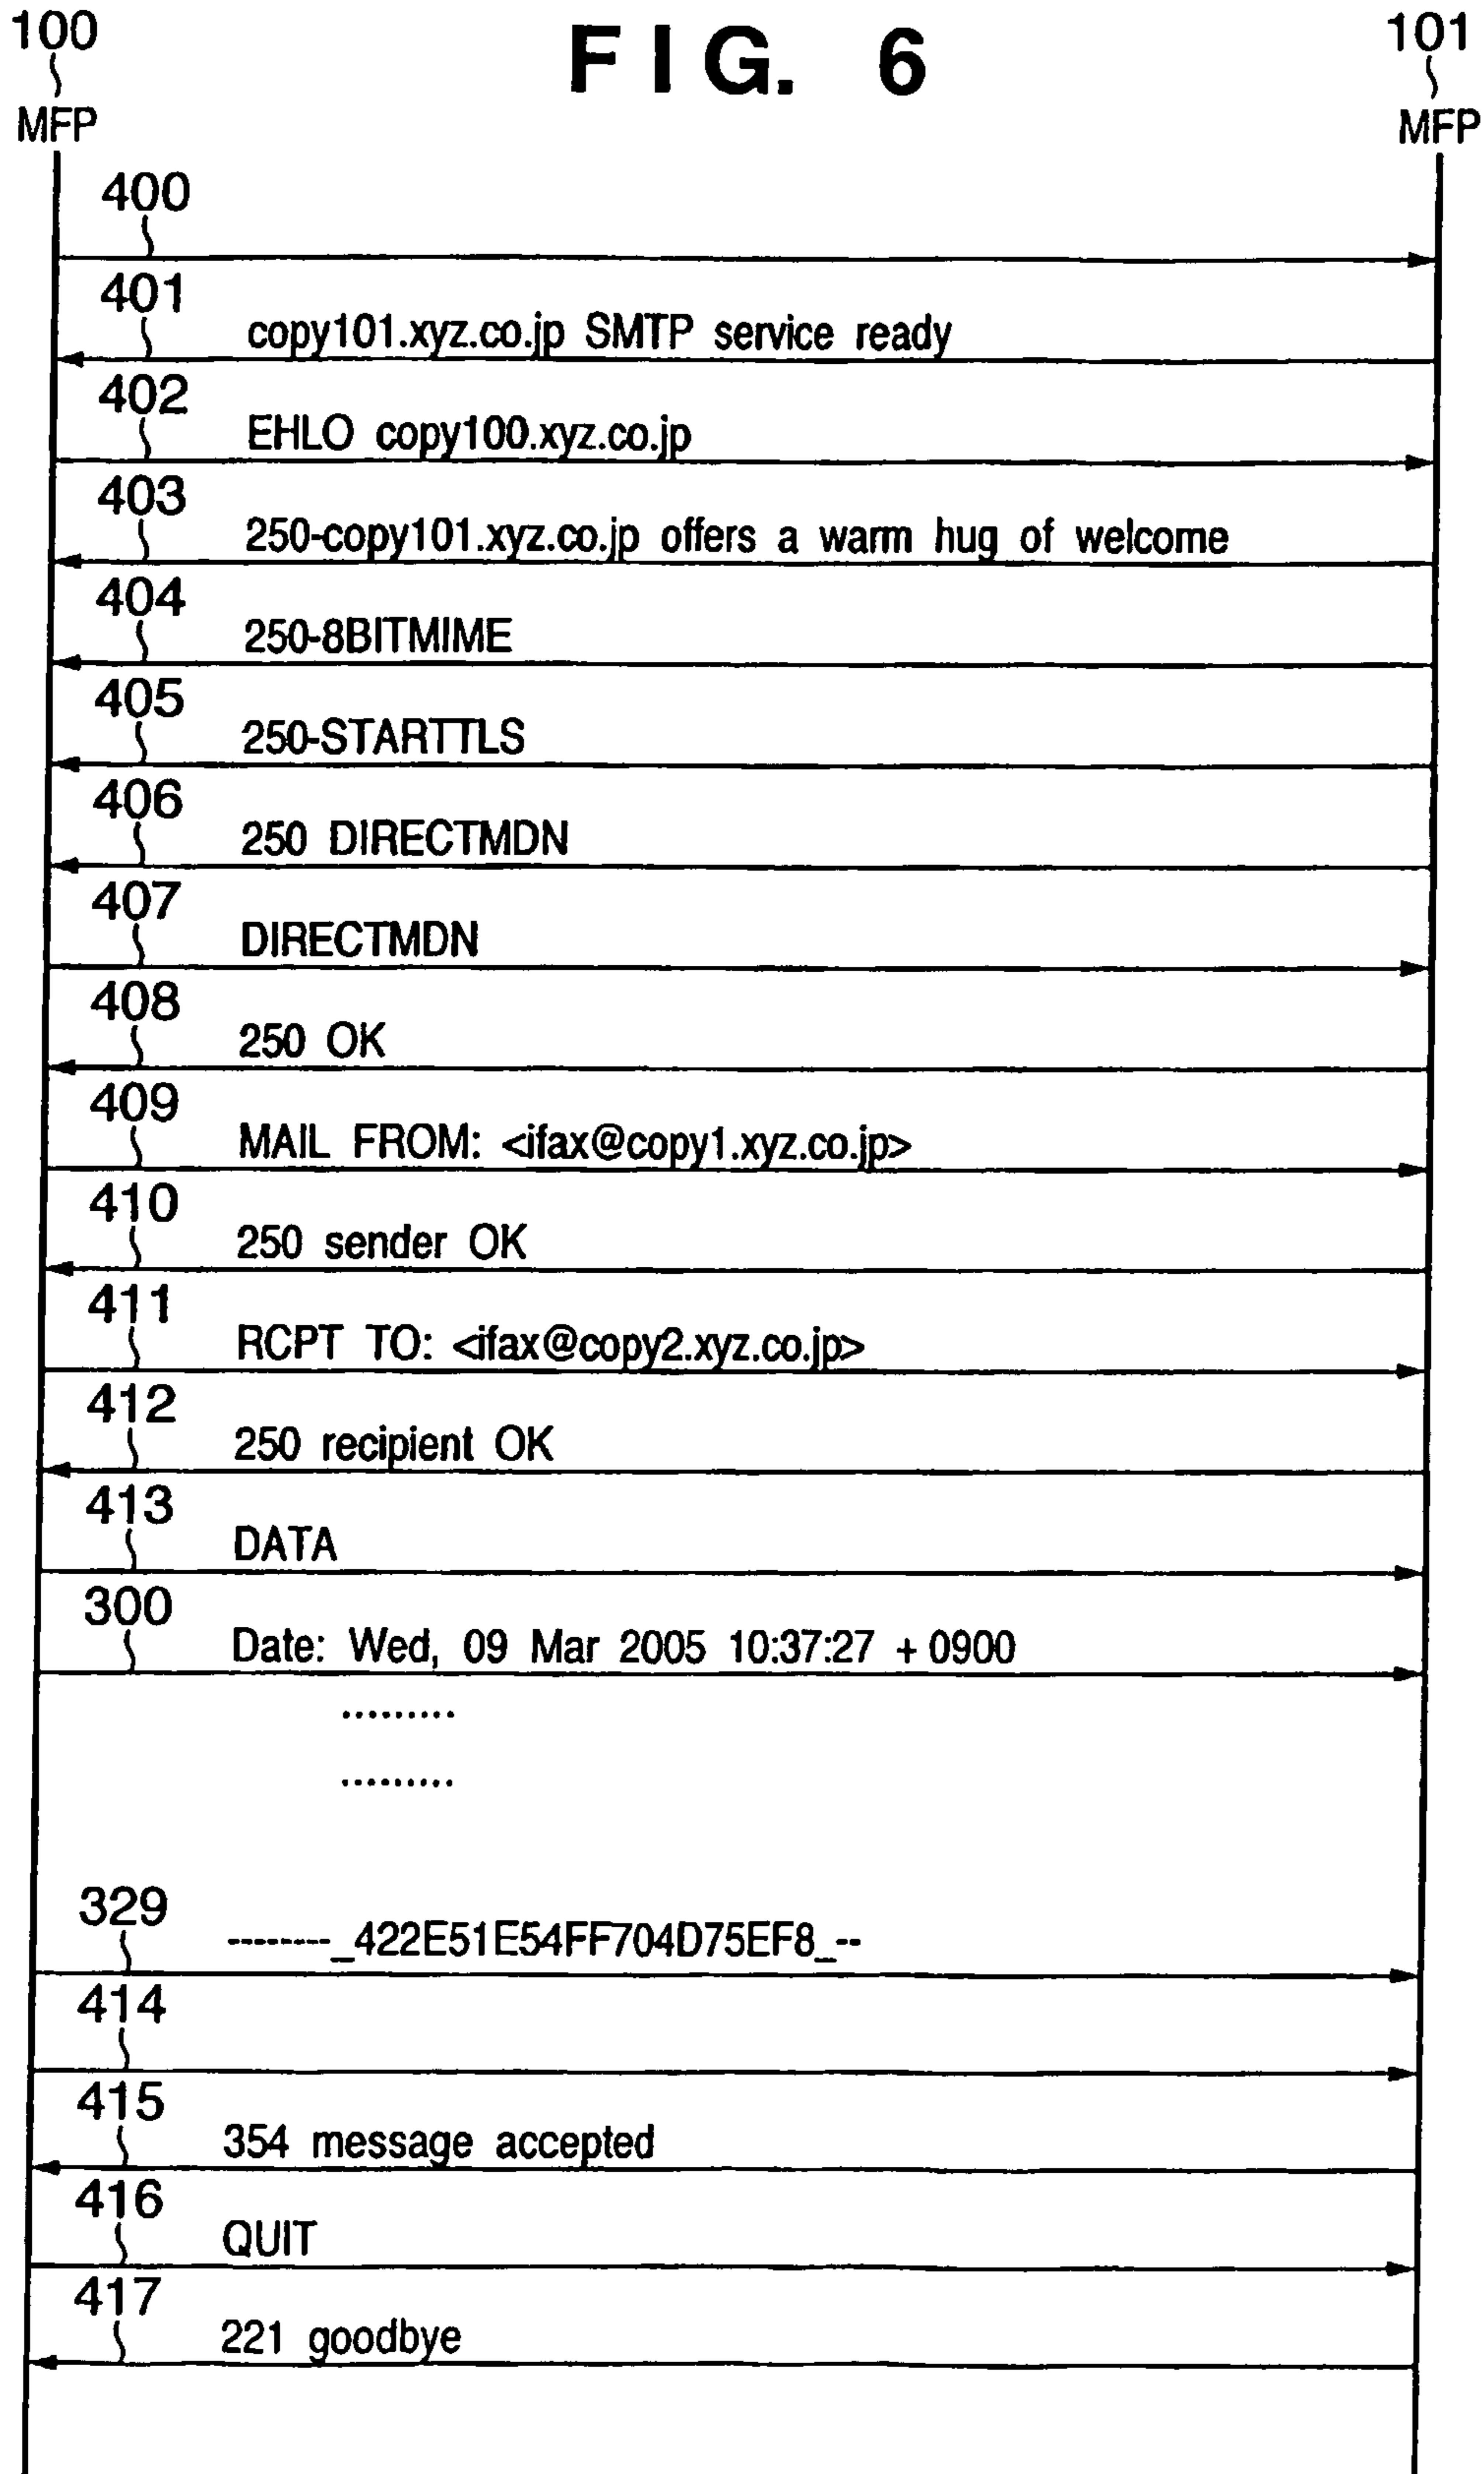 100
FIG. 6
101
MFP
MFP
400
401
copy101.xyz.co.jp SMTP service ready
402
EHLO copy100.xyz.co.jp
403
250-copy101.xyz.co.jp offers a warm hug of welcome
404
250-8BITMIME
405
250-STARTTLS
406
250 DIRECTMDN
407
DIRECTMDN
408
250 OK
409
MAIL FROM: <ifax@copy1.xyz.co.jp>
410
250 sender OK
411
RCPT TO: <ifax@copy2.xyz.co.jp>
412
250 recipient OK
413
DATA
300
Date: Wed, 09 Mar 2005 10:37:27 +0900
.........
.........
329
--------_422E51E54FF704D75EF8_--
414
415
354 message accepted
416
QUIT
417
221 goodbye